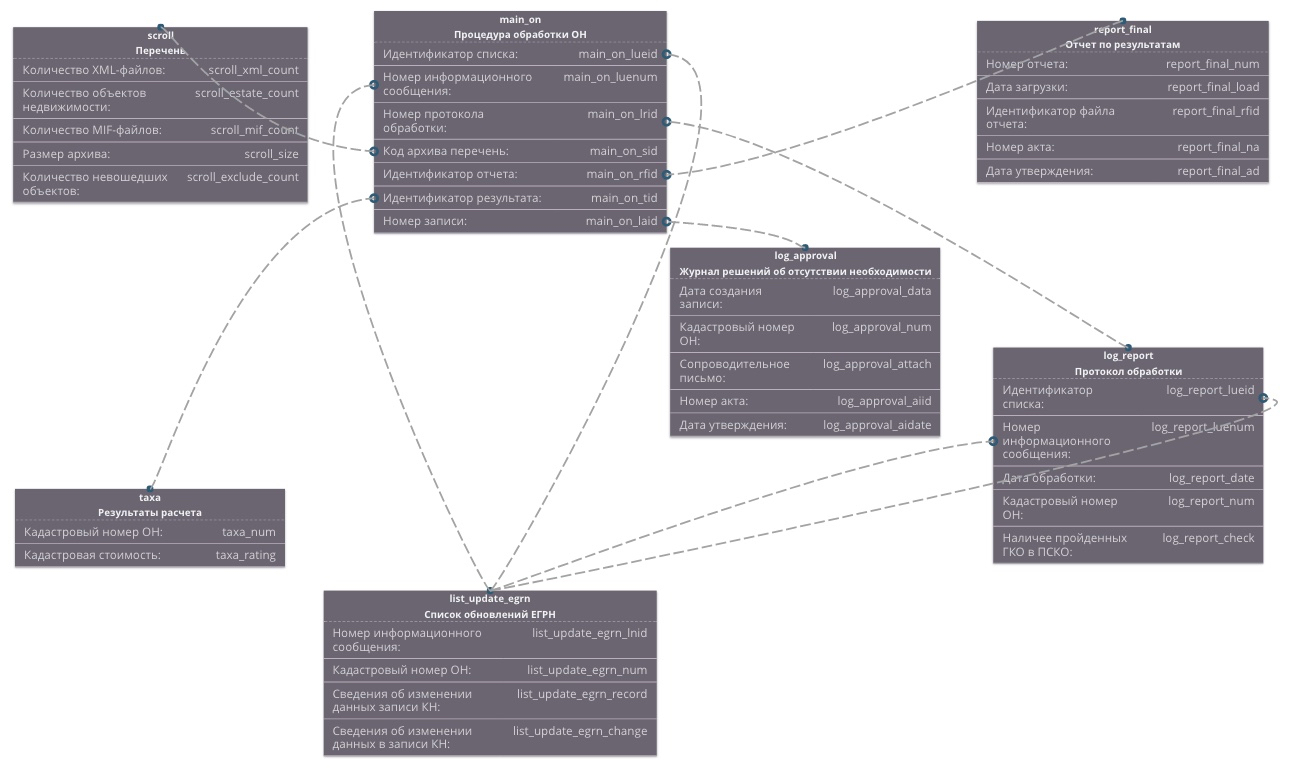 scroll
Перечень
Количество XML-файлов: scroll_xml_count
Количество объектов scroll_estate_count
недвижимости:
Количество MIF-файлов: scroll_mif_count
Размер архива: scroll_size
Количество невошедших scroll_exclude_count
объектов:
main_on
Процедура обработки ОН
Идентификатор списка: main_on_lueid
Номер информационного main_on_luenum
сообщения:
Номер протокола main_on_lrid
обработки:
Код архива перечень: main_on_sid
Идентификатор отчета: main_on_rfid
Идентификатор результата: main_on_tid
Номер записи: main_on_laid
report_final
Отчет по результатам
Номер отчета: report_final_num
Дата загрузки: report_final_load
Идентификатор файла report_final_rfid
отчета:
Номер акта: report_final_na
Дата утверждения: report_final_ad
log_approval
Журнал решений об отсутствии необходимости
Дата создания log_approval_data
записи:
Кадастровый номер log_approval_num
ОН:
Сопроводительное log_approval_attach
письмо:
Номер акта: log_approval_aiid
Дата утверждения: log_approval_aidate
log_report
Протокол обработки
Идентификатор log_report_lueid
списка:
Номер log_report_luenum
информационного
сообщения:
Дата обработки: log_report_date
Кадастровый номер log_report_num
ОН:
Наличее пройденных log_report_check
ГКО в ПСКО:
taxa
Результаты расчета
Кадастровый номер ОН: taxa_num
Кадастровая стоимость: taxa_rating
list_update_egrn
Список обновлений ЕГРН
Номер информационного list_update_egrn_lnid
сообщения:
Кадастровый номер ОН: list_update_egrn_num
Сведения об изменении list_update_egrn_record
данных записи КН:
Сведения об изменении list_update_egrn_change
данных в записи КН: